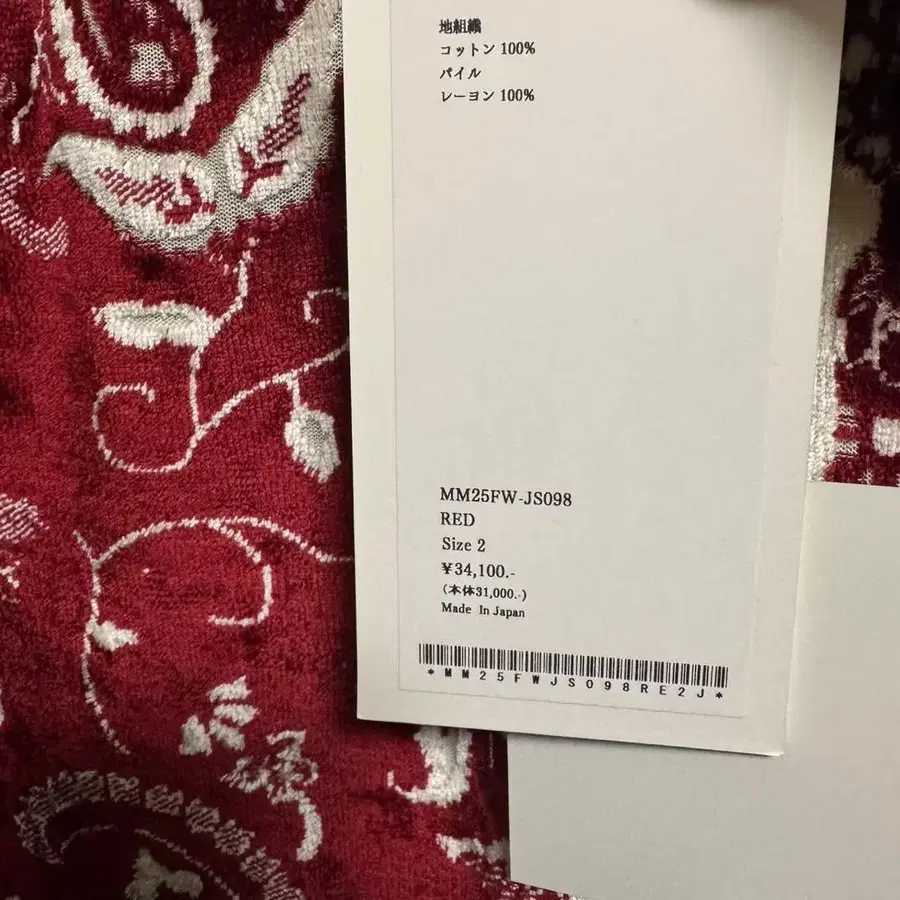 地組織
コットン 100%
パイル
レーヨン 100%
MM25FW-JS098
RED
Size 2
¥34,100.-
(本体31,000.-)
Made In Japan
*MM25FWJS098RE2J*